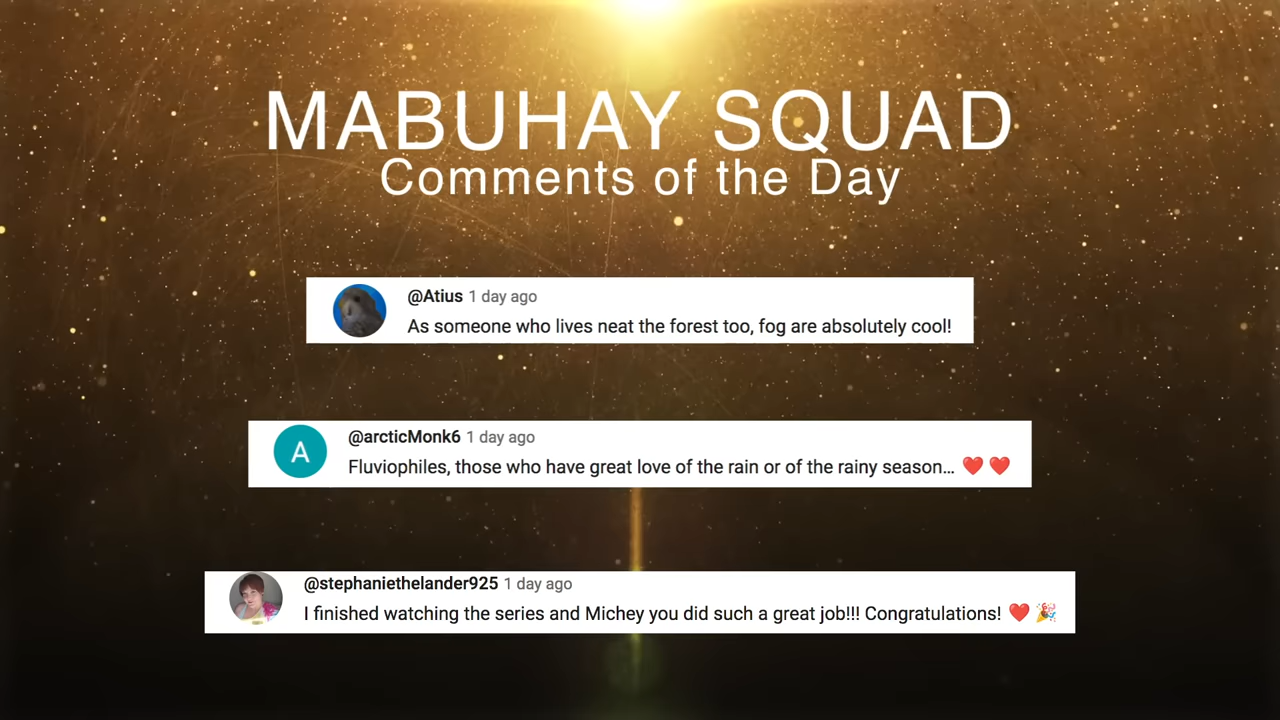 MABUHAY SQUAD
Comments of the Day
@Atius 1 day ago
As someone who lives neat the forest too, fog are absolutely cool!
A
@arcticMonk6 1 day ago
Fluviophiles, those who have great love of the rain or of the rainy season... ❤️ ❤️
@stephaniethelander925 1 day ago
I finished watching the series and Michey you did such a great job!!! Congratulations! ❤️ 🎉